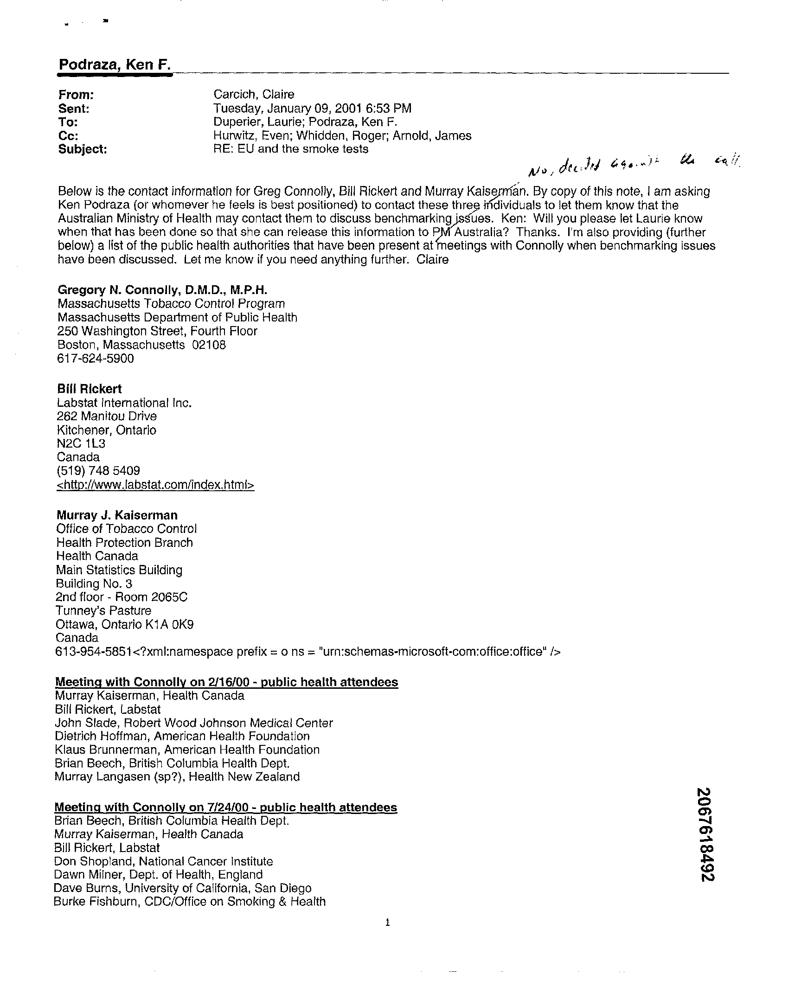 Podraza, Ken F.
From: Carcich, Claire
Sent: Tuesday, January 09, 2001 6:53 PM
To: Duperier, Laurie; Podraza, Ken F.
Cc: Hurwitz, Even; Whidden, Roger; Arnold, James
Subject: RE: EU and the smoke tests
No, decided against the call.
Below is the contact information for Greg Connolly, Bill Rickert and Murray Kaiserman. By copy of this note, I am asking
Ken Podraza (or whomever he feels is best positioned) to contact these three individuals to let them know that the
Australian Ministry of Health may contact them to discuss benchmarking issues. Ken: Will you please let Laurie know
when that has been done so that she can release this information to PM Australia? Thanks. I'm also providing (further
below) a list of the public health authorities that have been present at meetings with Connolly when benchmarking issues
have been discussed. Let me know if you need anything further. Claire
Gregory N. Connolly, D.M.D., M.P.H.
Massachusetts Tobacco Control Program
Massachusetts Department of Public Health
250 Washington Street, Fourth Floor
Boston, Massachusetts 02108
617-624-5900
Bill Rickert
Labstat International Inc.
262 Manitou Drive
Kitchener, Ontario
N2C 1L3
Canada
(519) 748 5409
<http://www.labstat.com/index.html>
Murray J. Kaiserman
Office of Tobacco Control
Health Protection Branch
Health Canada
Main Statistics Building
Building No. 3
2nd floor - Room 2065C
Tunney's Pasture
Ottawa, Ontario K1A 0K9
Canada
613-954-5851<?xml:namespace prefix = o ns = "urn:schemas-microsoft-com:office:office" />
Meeting with Connolly on 2/16/00 - public health attendees
Murray Kaiserman, Health Canada
Bill Rickert, Labstat
John Slade, Robert Wood Johnson Medical Center
Dietrich Hoffman, American Health Foundation
Klaus Brunnerman, American Health Foundation
Brian Beech, British Columbia Health Dept.
Murray Langasen (sp?), Health New Zealand
Meeting with Connolly on 7/24/00 - public health attendees
Brian Beech, British Columbia Health Dept.
Murray Kaiserman, Health Canada
Bill Rickert, Labstat
Don Shopland, National Cancer Institute
Dawn Milner, Dept. of Health, England
Dave Burns, University of California, San Diego
Burke Fishburn, CDC/Office on Smoking & Health
1
2067618492